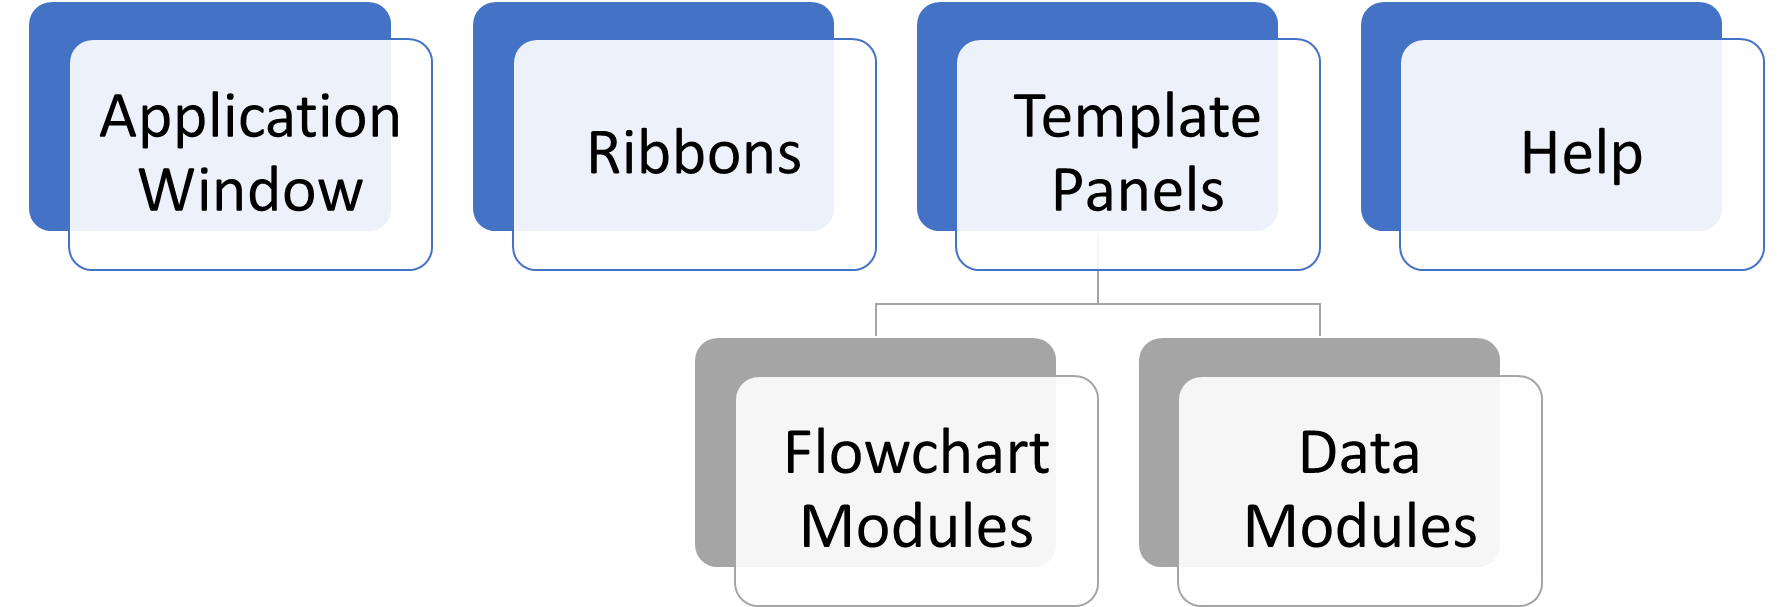 Application
Window
Ribbons
Template
Panels
Help
Flowchart
Modules
Data
Modules